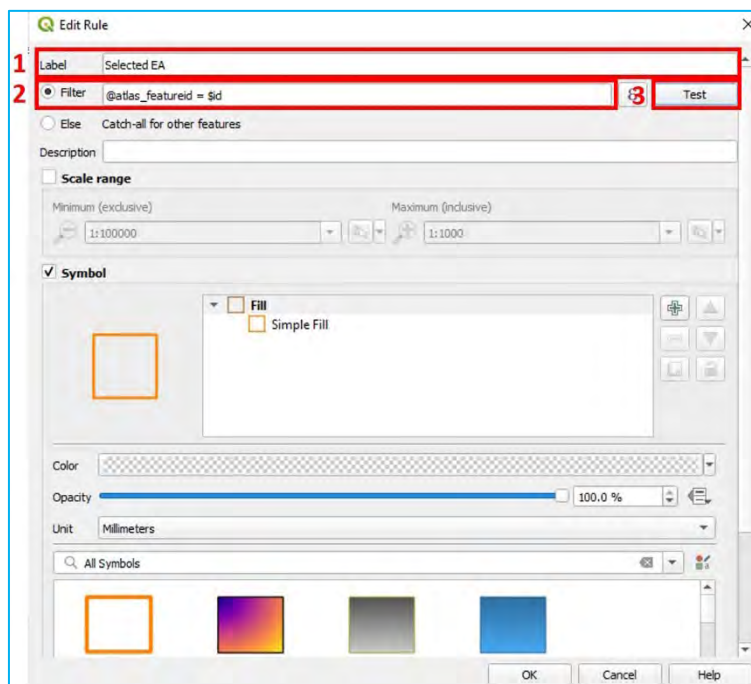 Edit Rule
1 Label Selected EA
2 Filter @atlas_featureid = $id ε 3 Test
Else Catch-all for other features
Description
Scale range
Minimum (exclusive) Maximum (inclusive)
1:100000 1:1000
Symbol
Fill
Simple Fill
Color
Opacity 100.0 %
Unit Millimeters
All Symbols
OK Cancel Help